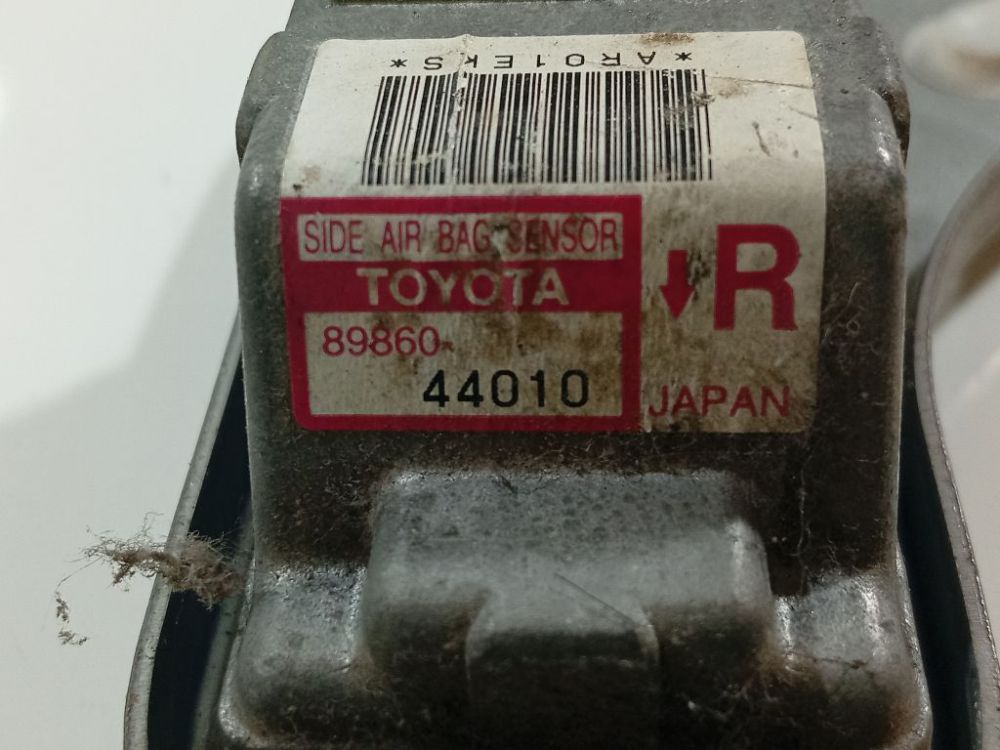 *AR01EKS*
SIDE AIR BAG SENSOR
TOYOTA
89860-
44010
R
JAPAN